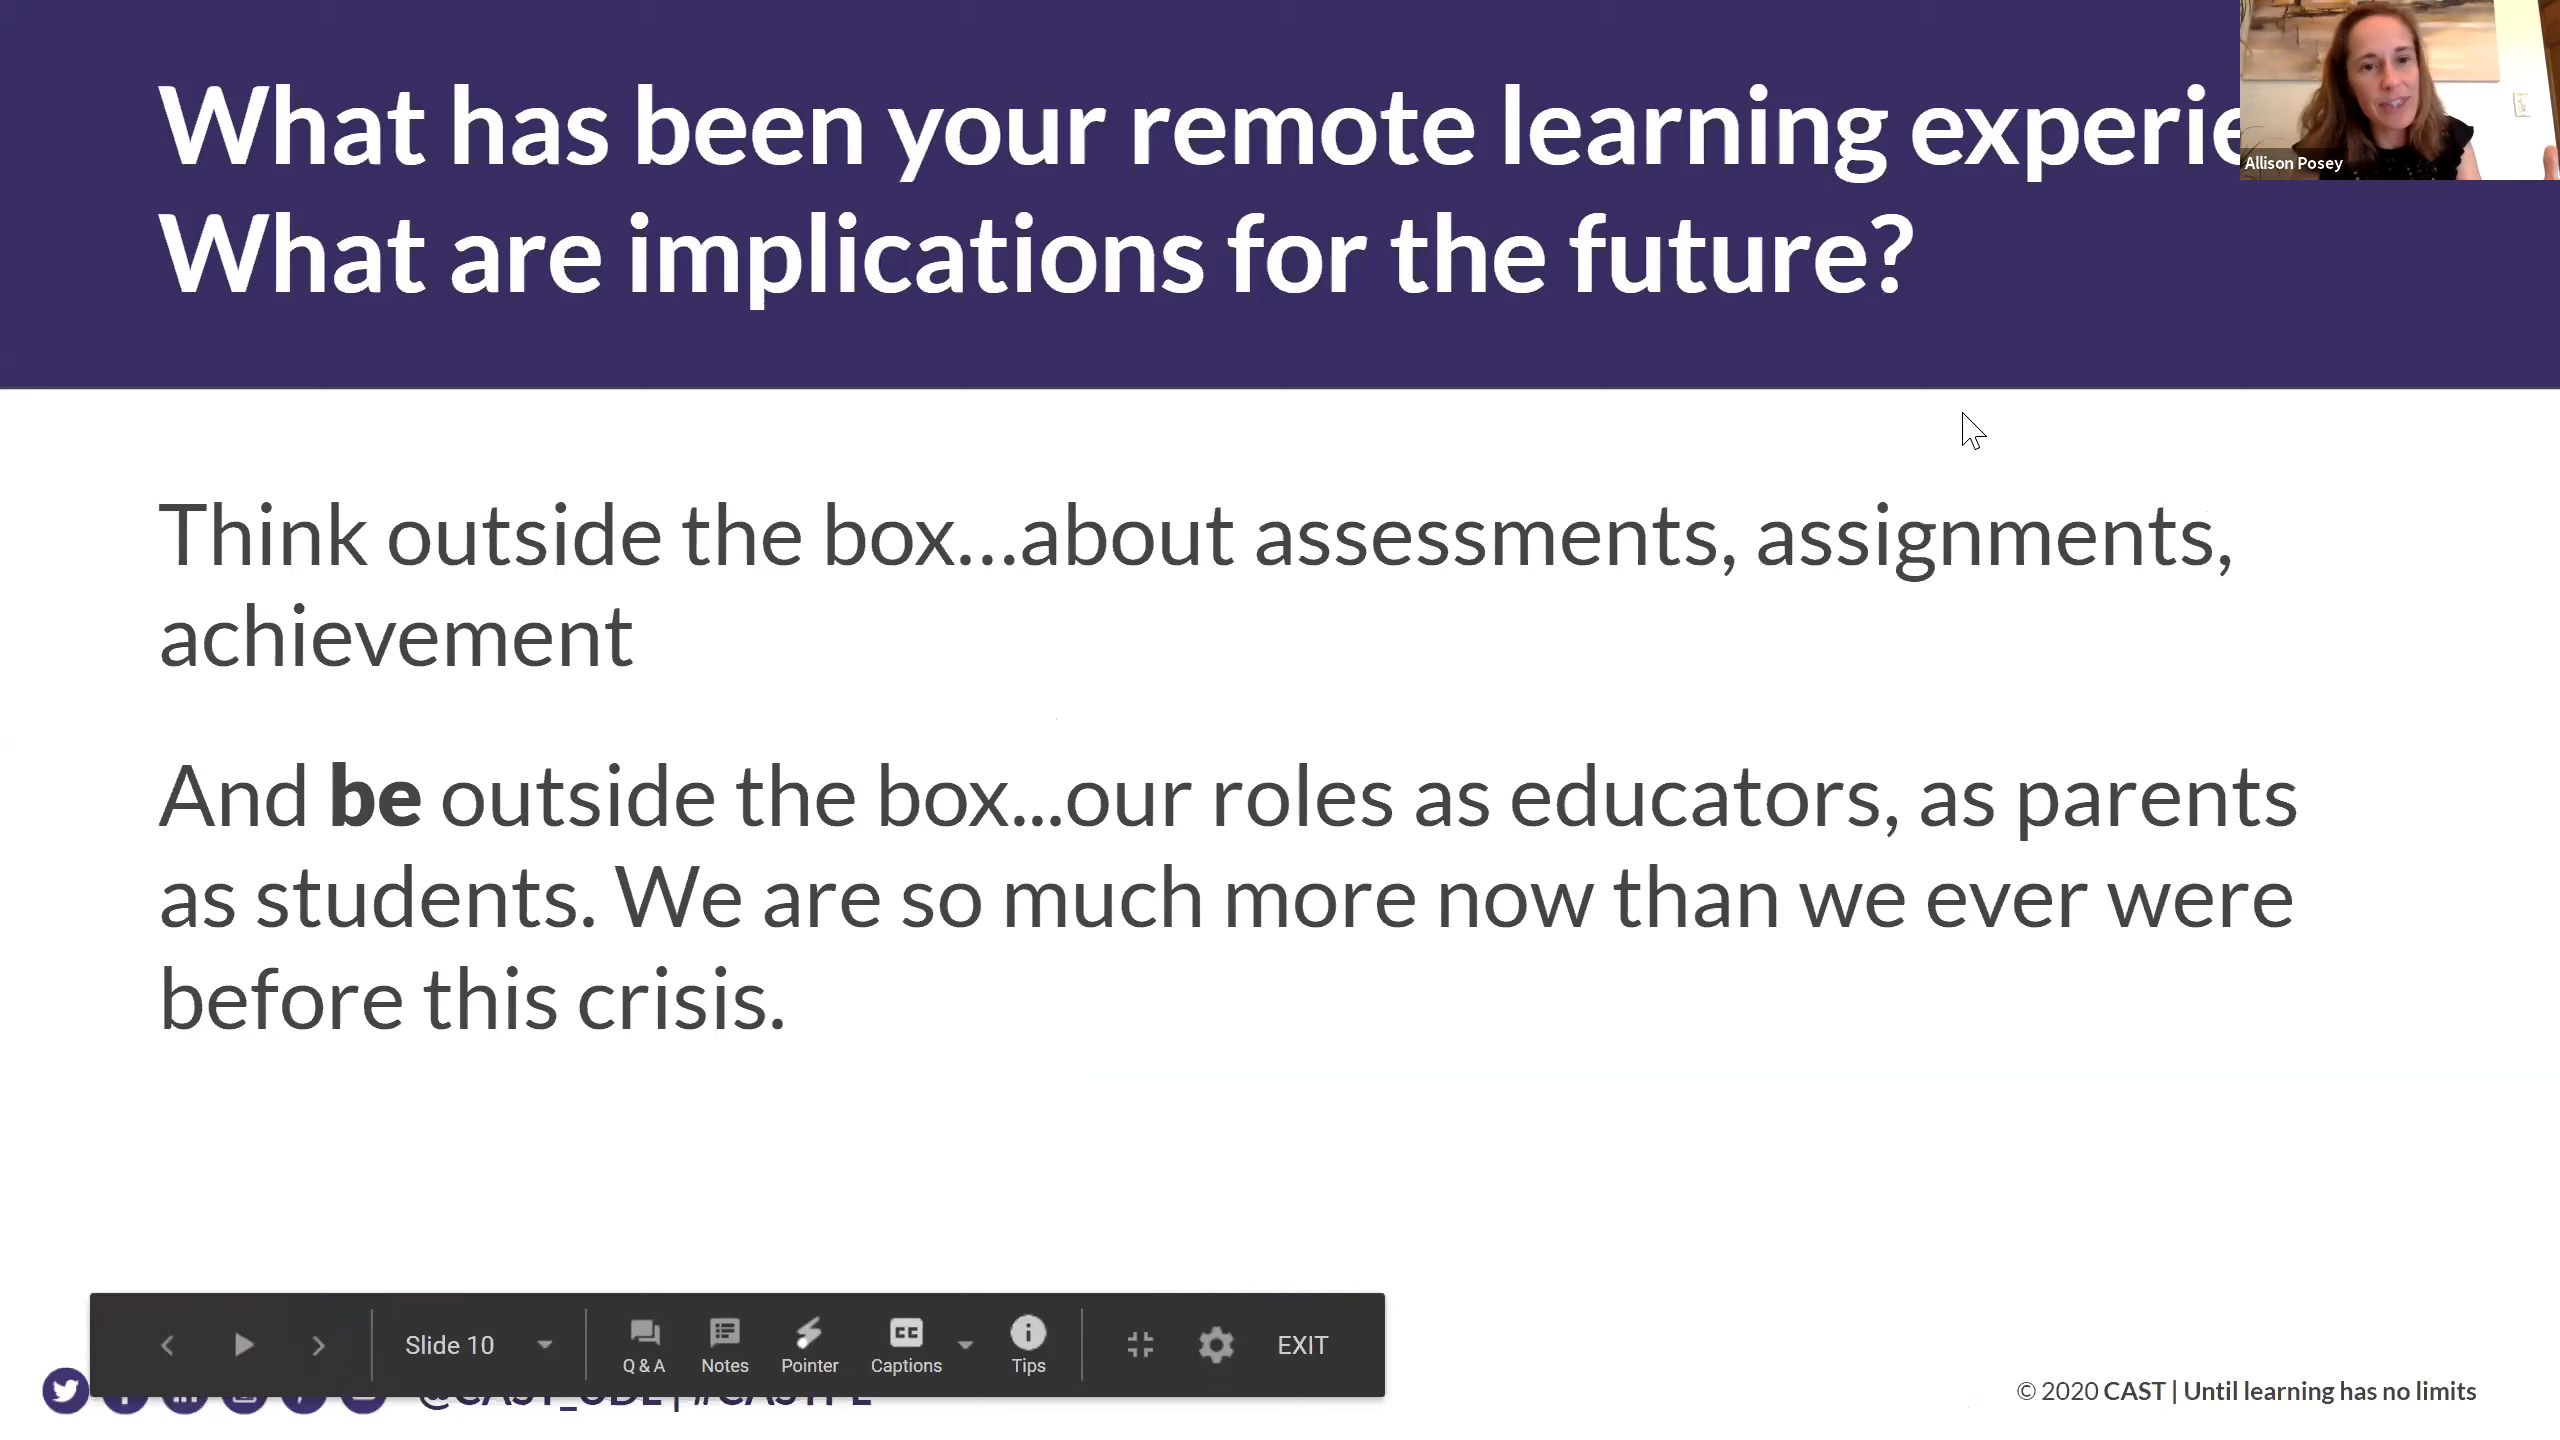 What has been your remote learning experie
Allison Posey
What are implications for the future?
Think outside the box...about assessments, assignments,
achievement
And be outside the box...our roles as educators, as parents
as students. We are so much more now than we ever were
before this crisis.
Slide 10
Q & A
Notes
Pointer
CC
Captions
Tips
EXIT
© 2020 CAST | Until learning has no limits